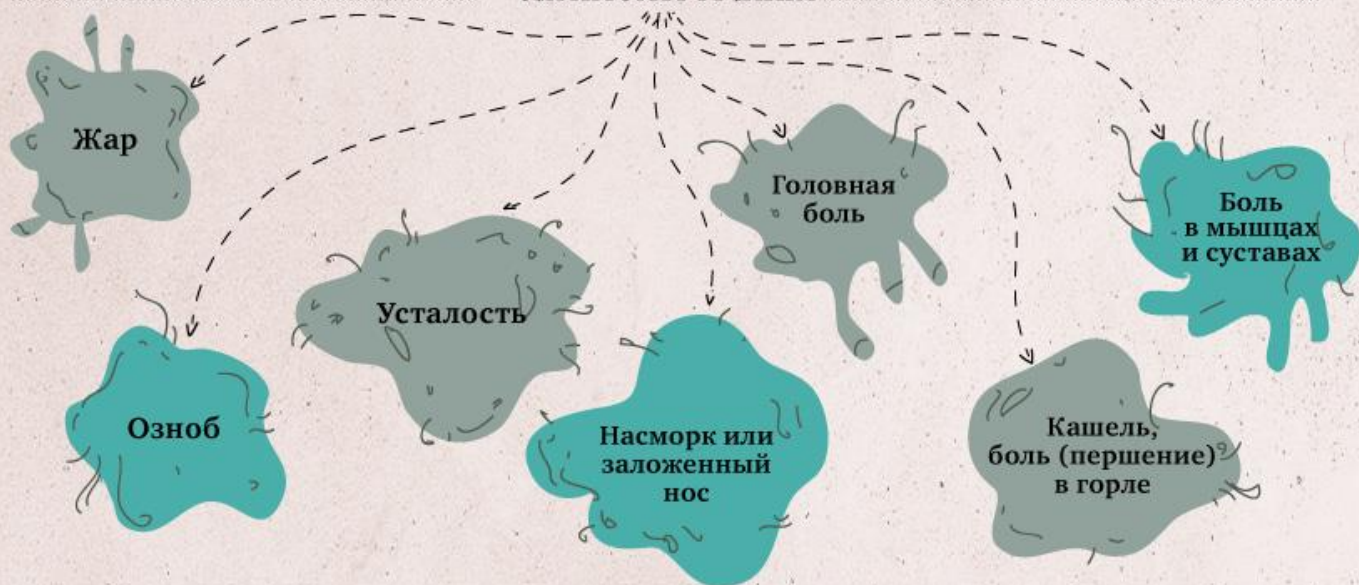 Жар
Головная
боль
Боль
в мышцах
и суставах
Усталость
Озноб
Насморк или
заложенный
нос
Кашель,
боль (першение)
в горле